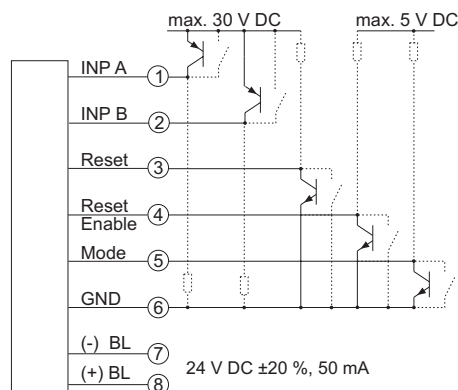 max. 30 V DC
max. 5 V DC
INP A
1
INP B
2
Reset
3
Reset
Enable
4
Mode
5
GND
6
(-) BL
7
24 V DC ±20 %, 50 mA
(+) BL
8